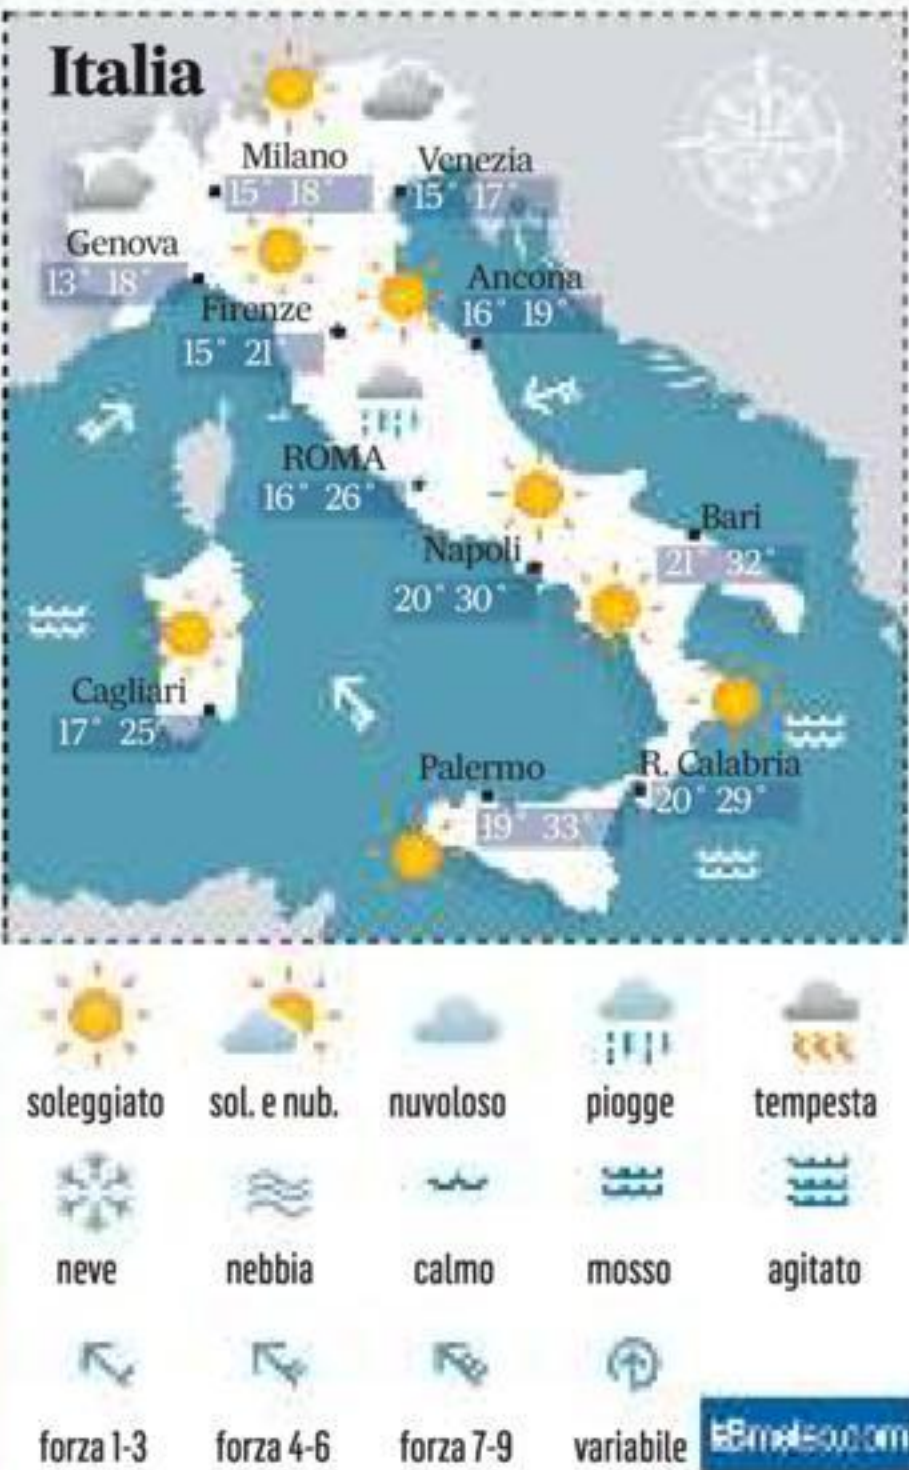 Italia
Milano
15° 18°
Venezia
15° 17°
Genova
13° 18°
Firenze
15° 21°
Ancona
16° 19°
ROMA
16° 26°
Bari
21° 32°
Napoli
20° 30°
Cagliari
17° 25°
Palermo
19° 33°
R. Calabria
20° 29°
soleggiato sol. e nub. nuvoloso piogge tempesta
neve nebbia calmo mosso agitato
forza 1-3 forza 4-6 forza 7-9 variabile